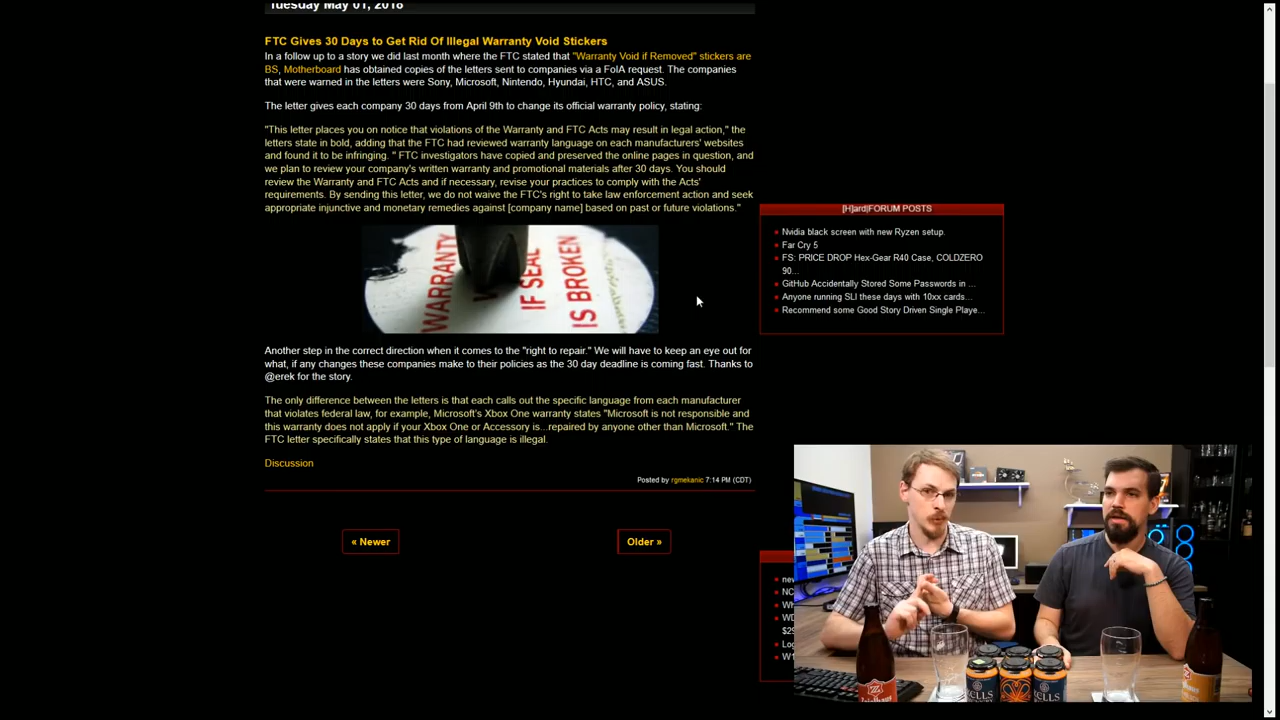 Tuesday May 01, 2018
FTC Gives 30 Days to Get Rid Of Illegal Warranty Void Stickers
In a follow up to a story we did last month where the FTC stated that "Warranty Void if Removed" stickers are
BS, Motherboard has obtained copies of the letters sent to companies via a FoIA request. The companies
that were warned in the letters were Sony, Microsoft, Nintendo, Hyundai, HTC, and ASUS.
The letter gives each company 30 days from April 9th to change its official warranty policy, stating:
"This letter places you on notice that violations of the Warranty and FTC Acts may result in legal action," the
letters state in bold, adding that the FTC had reviewed warranty language on each manufacturers' websites
and found it to be infringing. " FTC investigators have copied and preserved the online pages in question, and
we plan to review your company's written warranty and promotional materials after 30 days. You should
review the Warranty and FTC Acts and if necessary, revise your practices to comply with the Acts'
requirements. By sending this letter, we do not waive the FTC's right to take law enforcement action and seek
appropriate injunctive and monetary remedies against [company name] based on past or future violations."
WARRANTY
IF SEAL
IS BROKEN
Another step in the correct direction when it comes to the "right to repair." We will have to keep an eye out for
what, if any changes these companies make to their policies as the 30 day deadline is coming fast. Thanks to
@erek for the story.
The only difference between the letters is that each calls out the specific language from each manufacturer
that violates federal law, for example, Microsoft's Xbox One warranty states "Microsoft is not responsible and
this warranty does not apply if your Xbox One or Accessory is...repaired by anyone other than Microsoft." The
FTC letter specifically states that this type of language is illegal.
Discussion
Posted by rgmekanic 7:14 PM (CDT)
« Newer
Older »
[H]ard|FORUM POSTS
Nvidia black screen with new Ryzen setup.
Far Cry 5
FS: PRICE DROP Hex-Gear R40 Case, COLDZERO
90...
GitHub Accidentally Stored Some Passwords in ...
Anyone running SLI these days with 10xx cards...
Recommend some Good Story Driven Single Playe...